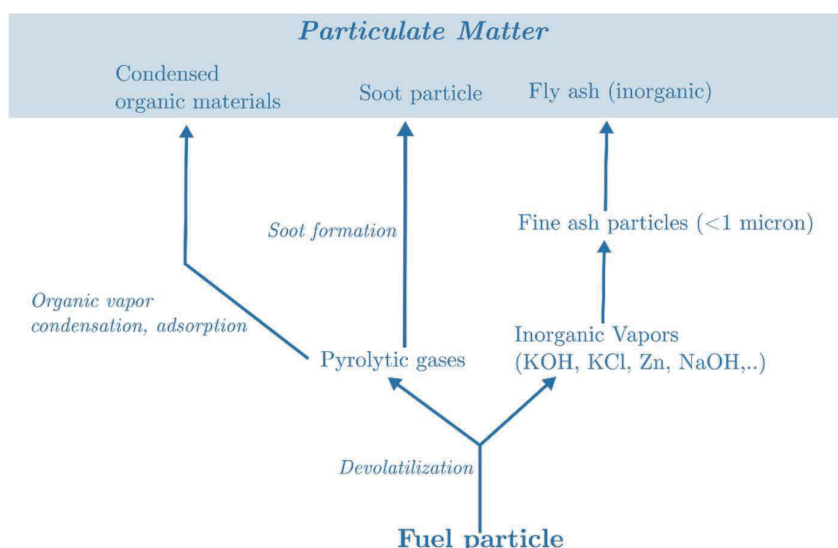 Particulate Matter
Condensed
organic materials
Soot particle
Fly ash (inorganic)
Soot formation
Fine ash particles (<1 micron)
Organic vapor
condensation, adsorption
Pyrolytic gases
Inorganic Vapors
(KOH, KCl, Zn, NaOH,..)
Devolatilization
Fuel particle